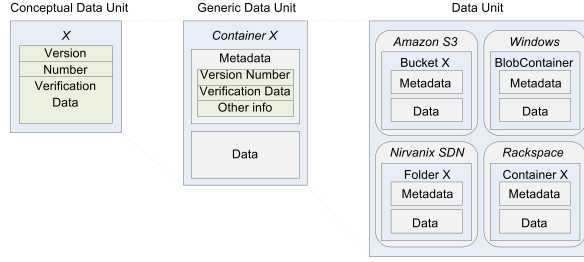 Conceptual Data Unit
Generic Data Unit
Data Unit
X
Version
Number
Verification
Data
Container X
Metadata
Version Number
Verification Data
Other info
Data
Amazon S3
Bucket X
Metadata
Data
Windows
BlobContainer
Metadata
Data
Nirvanix SDN
Folder X
Metadata
Data
Rackspace
Container X
Metadata
Data